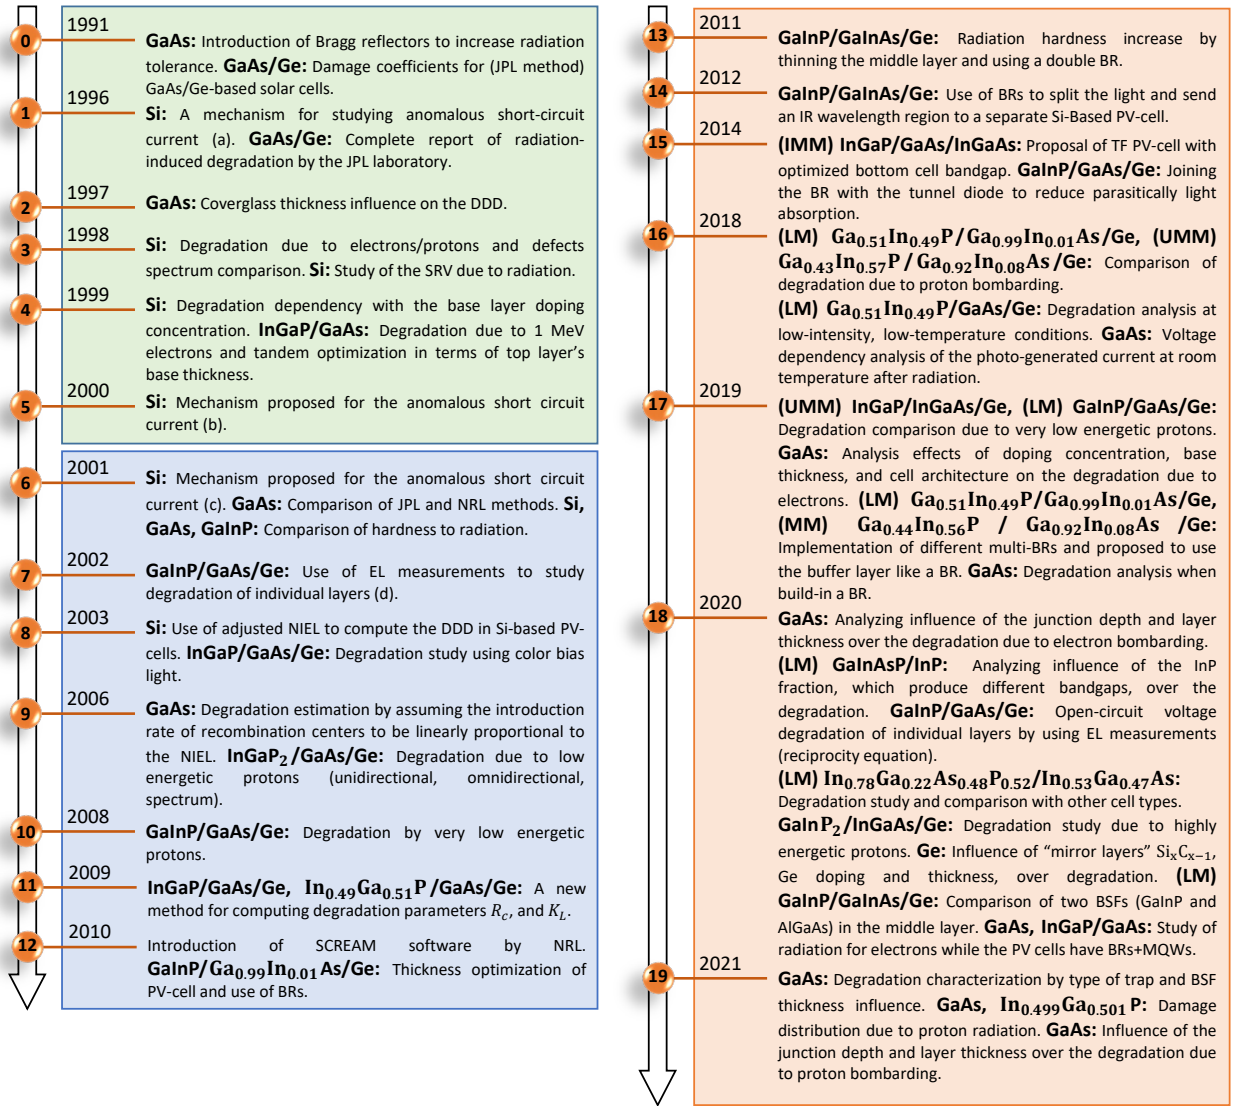 0
1991
GaAs: Introduction of Bragg reflectors to increase radiation
tolerance. GaAs/Ge: Damage coefficients for (JPL method)
GaAs/Ge-based solar cells.
1
1996
Si: A mechanism for studying anomalous short-circuit
current (a). GaAs/Ge: Complete report of radiation-
induced degradation by the JPL laboratory.
2
1997
GaAs: Coverglass thickness influence on the DDD.
3
1998
Si: Degradation due to electrons/protons and defects
spectrum comparison. Si: Study of the SRV due to radiation.
4
1999
Si: Degradation dependency with the base layer doping
concentration. InGaP/GaAs: Degradation due to 1 MeV
electrons and tandem optimization in terms of top layer's
base thickness.
5
2000
Si: Mechanism proposed for the anomalous short circuit
current (b).
6
2001
Si: Mechanism proposed for the anomalous short circuit
current (c). GaAs: Comparison of JPL and NRL methods. Si,
GaAs, GaInP: Comparison of hardness to radiation.
7
2002
GaInP/GaAs/Ge: Use of EL measurements to study
degradation of individual layers (d).
8
2003
Si: Use of adjusted NIEL to compute the DDD in Si-based PV-
cells. InGaP/GaAs/Ge: Degradation study using color bias
light.
9
2006
GaAs: Degradation estimation by assuming the introduction
rate of recombination centers to be linearly proportional to
the NIEL. InGaP₂/GaAs/Ge: Degradation due to low
energetic protons (unidirectional, omnidirectional,
spectrum).
10
2008
GaInP/GaAs/Ge: Degradation by very low energetic
protons.
11
2009
InGaP/GaAs/Ge, In₀.₄₉Ga₀.₅₁P/GaAs/Ge: A new
method for computing degradation parameters R_c, and K_L.
12
2010
Introduction of SCREAM software by NRL.
GaInP/Ga₀.₉₉In₀.₀₁As/Ge: Thickness optimization of
PV-cell and use of BRs.
13
2011
GaInP/GaInAs/Ge: Radiation hardness increase by
thinning the middle layer and using a double BR.
14
2012
GaInP/GaInAs/Ge: Use of BRs to split the light and send
an IR wavelength region to a separate Si-Based PV-cell.
15
2014
(IMM) InGaP/GaAs/InGaAs: Proposal of TF PV-cell with
optimized bottom cell bandgap. GaInP/GaAs/Ge: Joining
the BR with the tunnel diode to reduce parasitically light
absorption.
16
2018
(LM) Ga₀.₅₁In₀.₄₉P/Ga₀.₉₉In₀.₀₁As/Ge, (UMM)
Ga₀.₄₃In₀.₅₇P/Ga₀.₉₂In₀.₀₈As/Ge: Comparison of
degradation due to proton bombarding.
(LM) Ga₀.₅₁In₀.₄₉P/GaAs/Ge: Degradation analysis at
low-intensity, low-temperature conditions. GaAs: Voltage
dependency analysis of the photo-generated current at room
temperature after radiation.
17
2019
(UMM) InGaP/InGaAs/Ge, (LM) GaInP/GaAs/Ge:
Degradation comparison due to very low energetic protons.
GaAs: Analysis effects of doping concentration, base
thickness, and cell architecture on the degradation due to
electrons. (LM) Ga₀.₅₁In₀.₄₉P/Ga₀.₉₉In₀.₀₁As/Ge,
(MM) Ga₀.₄₄In₀.₅₆P / Ga₀.₉₂In₀.₀₈As /Ge:
Implementation of different multi-BRs and proposed to use
the buffer layer like a BR. GaAs: Degradation analysis when
build-in a BR.
18
2020
GaAs: Analyzing influence of the junction depth and layer
thickness over the degradation due to electron bombarding.
(LM) GaInAsP/InP: Analyzing influence of the InP
fraction, which produce different bandgaps, over the
degradation. GaInP/GaAs/Ge: Open-circuit voltage
degradation of individual layers by using EL measurements
(reciprocity equation).
(LM) In₀.₇₈Ga₀.₂₂As₀.₄₈P₀.₅₂/In₀.₅₃Ga₀.₄₇As:
Degradation study and comparison with other cell types.
GaInP₂/InGaAs/Ge: Degradation study due to highly
energetic protons. Ge: Influence of “mirror layers” SiₓCₓ₋₁,
Ge doping and thickness, over degradation. (LM)
GaInP/GaInAs/Ge: Comparison of two BSFs (GaInP and
AlGaAs) in the middle layer. GaAs, InGaP/GaAs: Study of
radiation for electrons while the PV cells have BRs+MQWs.
19
2021
GaAs: Degradation characterization by type of trap and BSF
thickness influence. GaAs, In₀.₄₉₉Ga₀.₅₀₁P: Damage
distribution due to proton radiation. GaAs: Influence of the
junction depth and layer thickness over the degradation due
to proton bombarding.